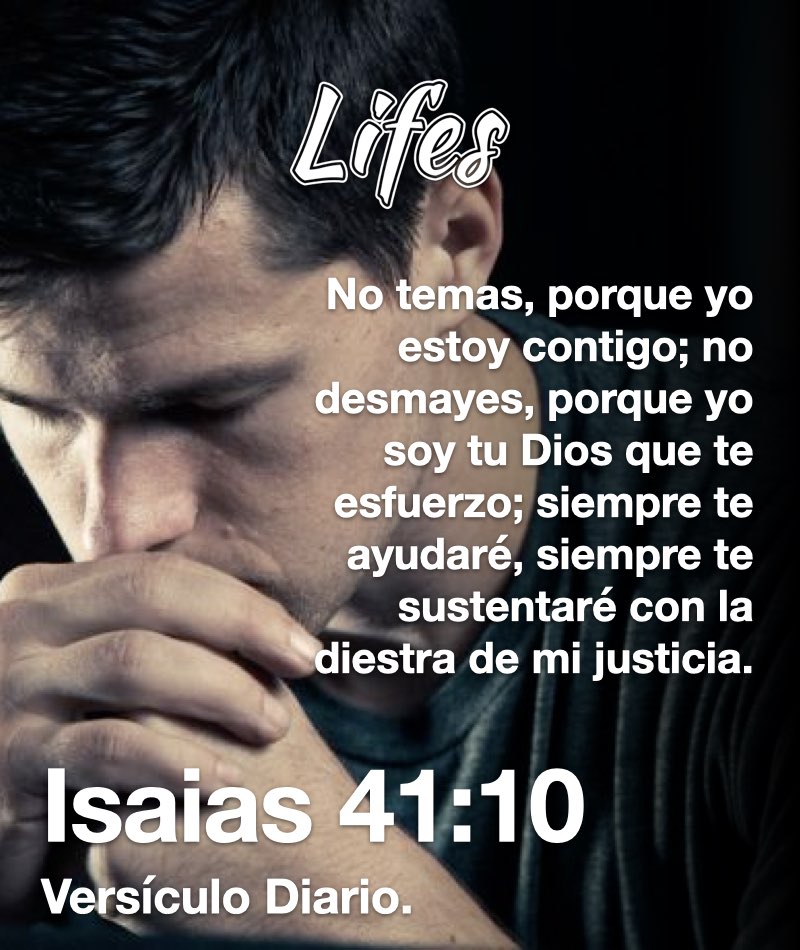 Lifes
No temas, porque yo
estoy contigo; no
desmayes, porque yo
soy tu Dios que te
esfuerzo; siempre te
ayudaré, siempre te
sustentaré con la
diestra de mi justicia.
Isaias 41:10
Versículo Diario.